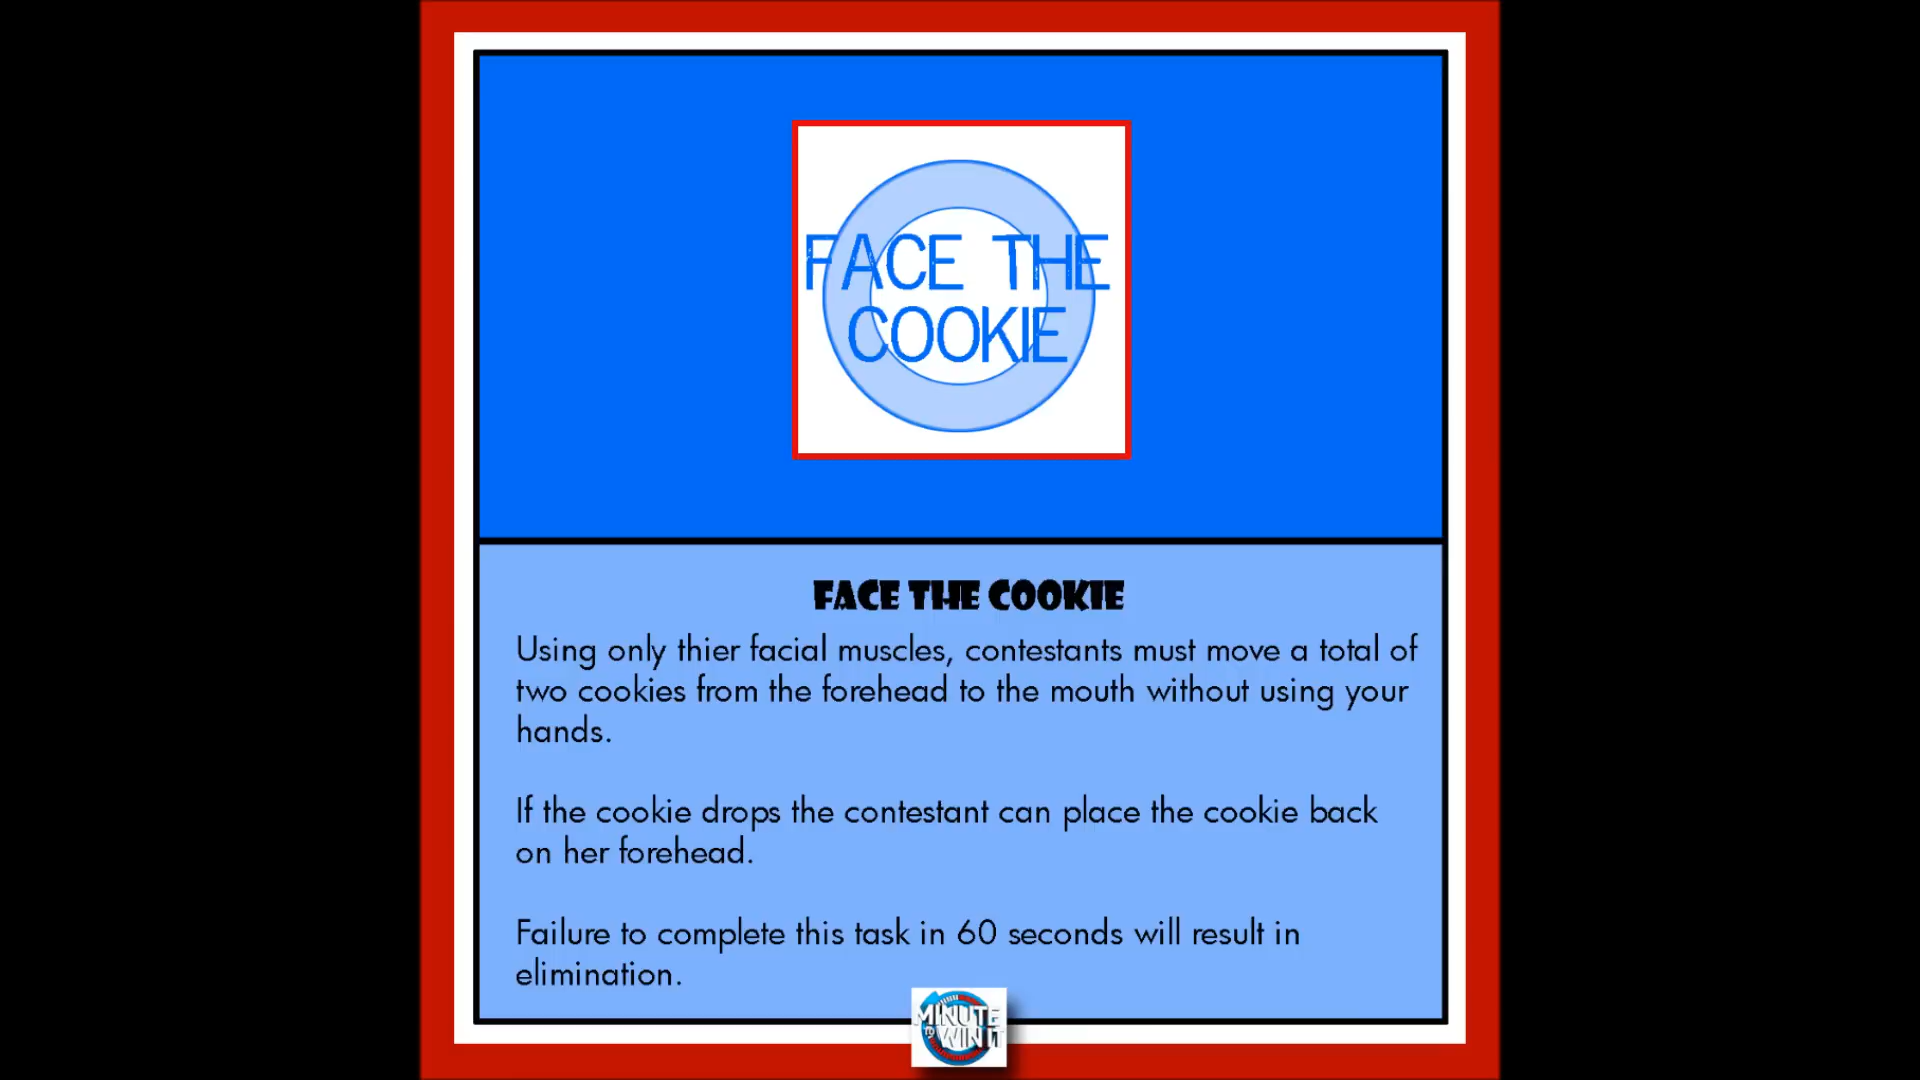 FACE THE
COOKIE
FACE THE COOKIE
Using only thier facial muscles, contestants must move a total of
two cookies from the forehead to the mouth without using your
hands.
If the cookie drops the contestant can place the cookie back
on her forehead.
Failure to complete this task in 60 seconds will result in
elimination.
MINUTE
TO WIN IT